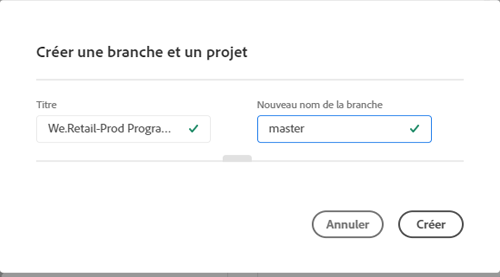 Créer une branche et un projet
Titre
Nouveau nom de la branche
We.Retail-Prod Progra...
master
Annuler
Créer